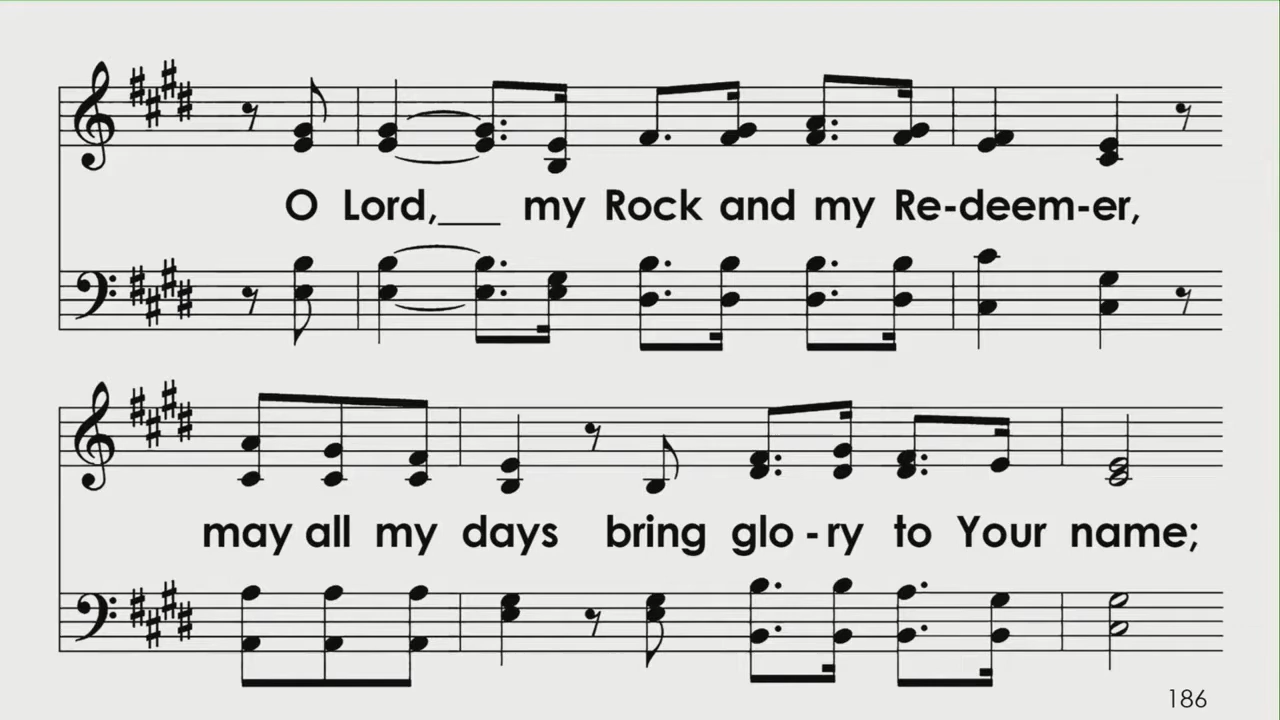 O Lord,___ my Rock and my Re-deem-er,
may all my days bring glo - ry to Your name;
186